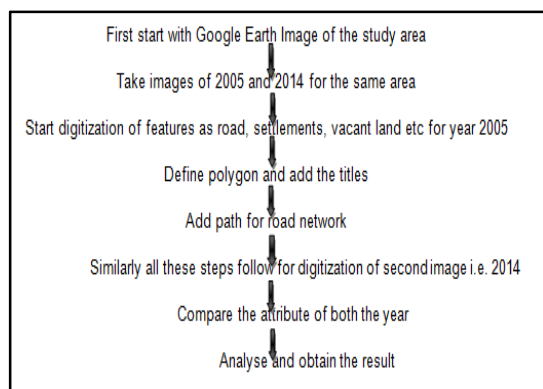 First start with Google Earth Image of the study area
Take images of 2005 and 2014 for the same area
Start digitization of features as road, settlements, vacant land etc for year 2005
Define polygon and add the titles
Add path for road network
Similarly all these steps follow for digitization of second image i.e. 2014
Compare the attribute of both the year
Analyse and obtain the result